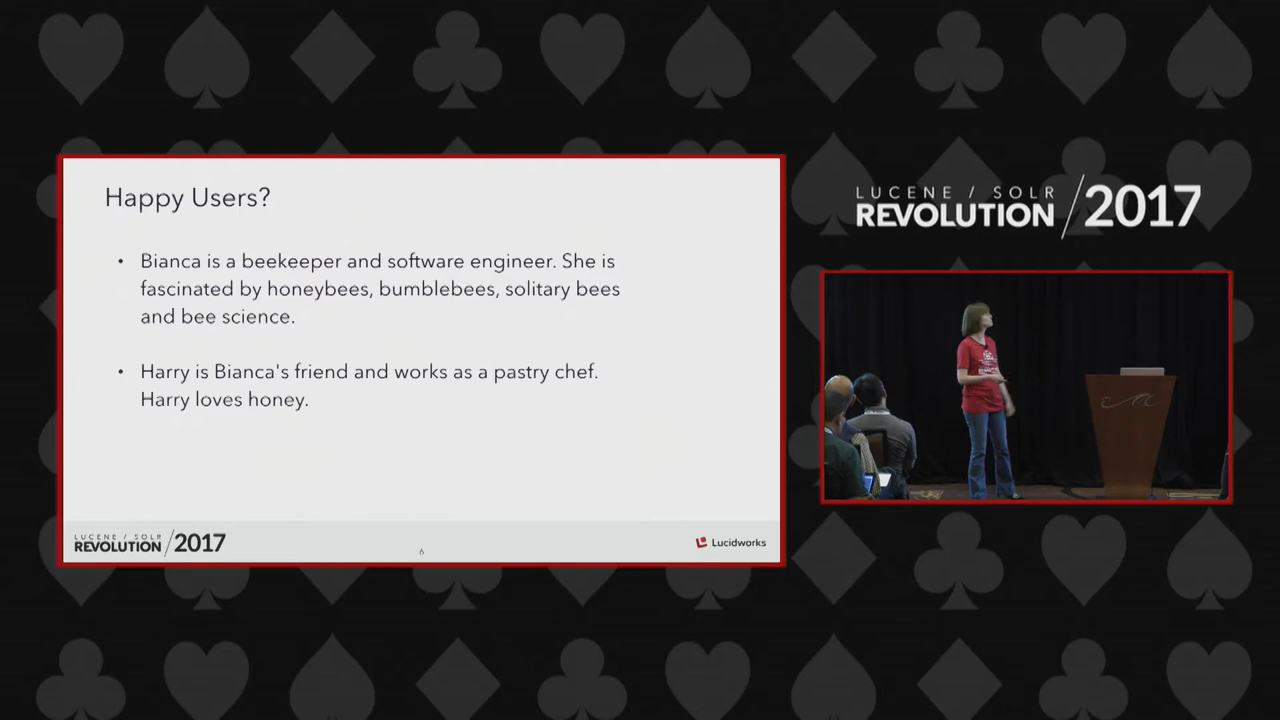 Happy Users?
• Bianca is a beekeeper and software engineer. She is
fascinated by honeybees, bumblebees, solitary bees
and bee science.
• Harry is Bianca's friend and works as a pastry chef.
Harry loves honey.
LUCENE / SOLR
REVOLUTION / 2017
6
Lucidworks
LUCENE / SOLR
REVOLUTION / 2017